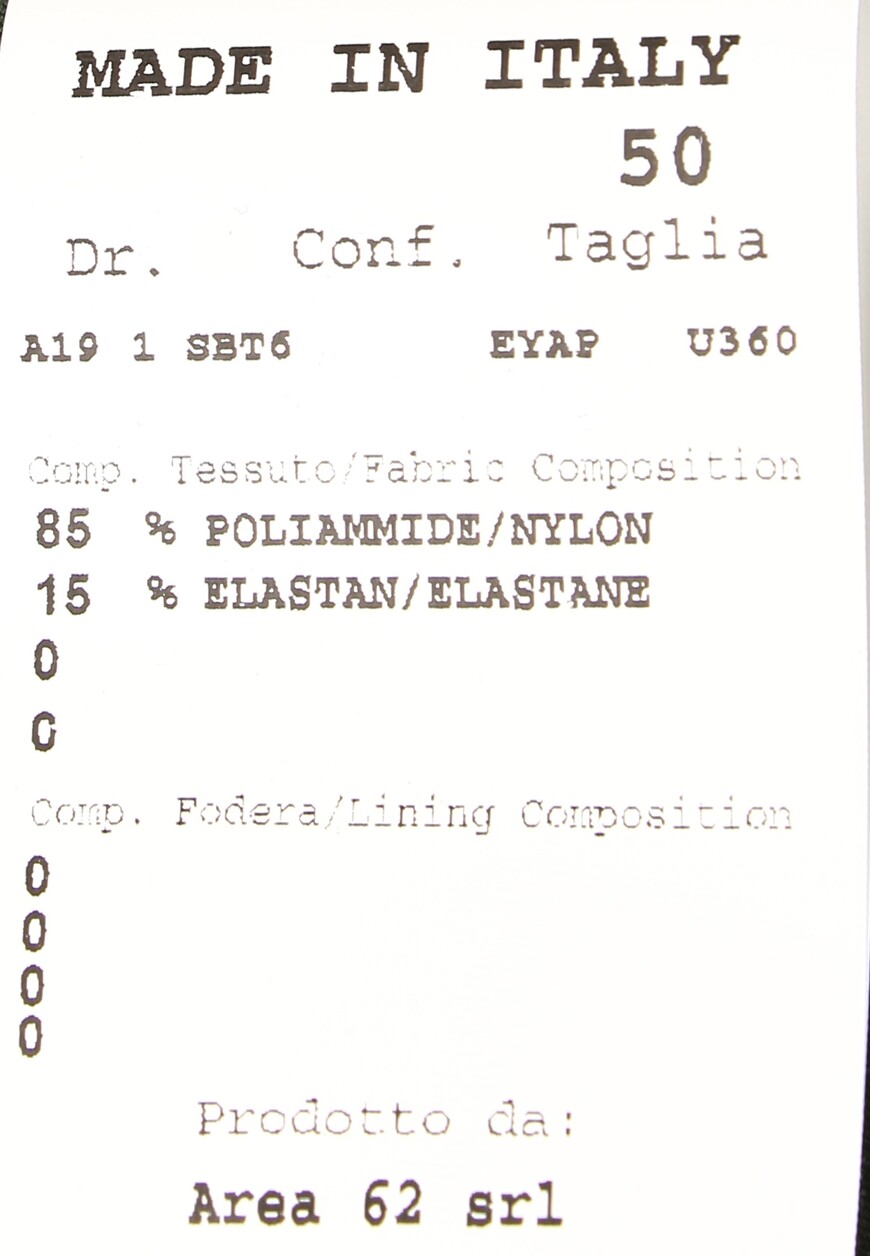 MADE IN ITALY
50
Dr. Conf. Taglia
A19 1 SBT6 EYAP U360
Comp. Tessuto/Fabric Composition
85 % POLIAMMIDE/NYLON
15 % ELASTAN/ELASTANE
0
0
Comp. Fodera/Lining Composition
0
0
0
0
Prodotto da:
Area 62 srl